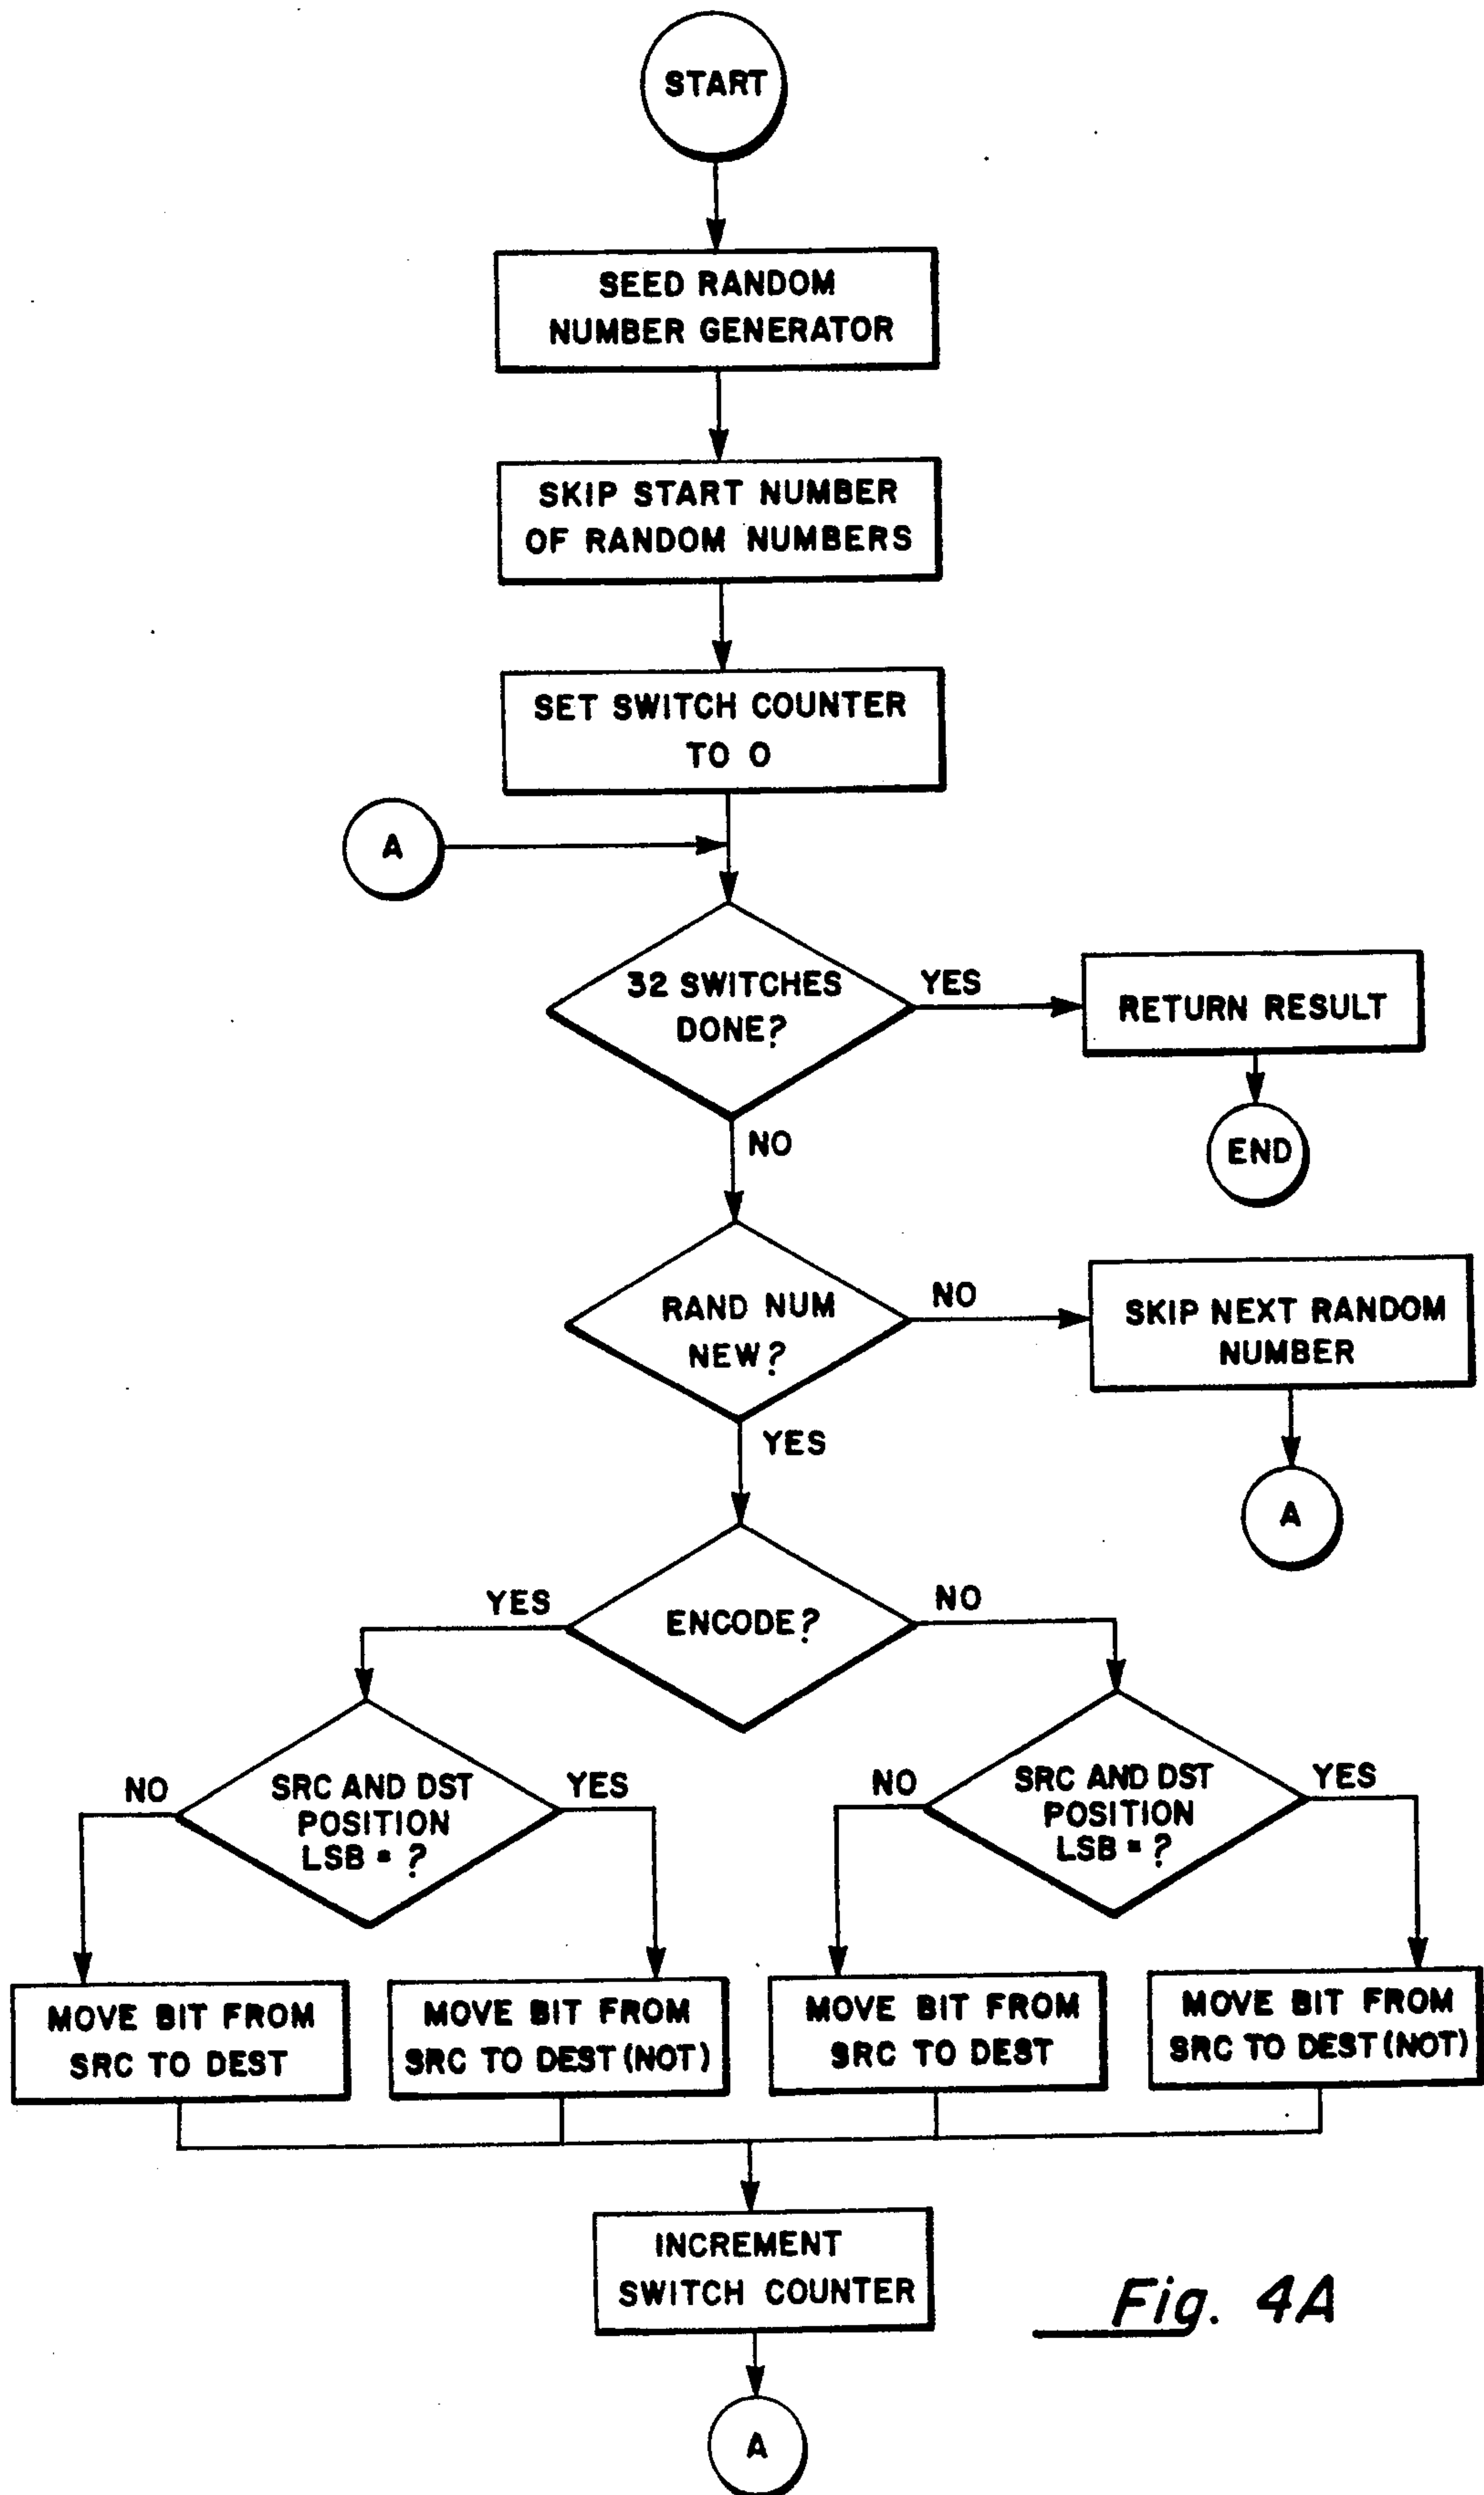 START
SEED RANDOM
NUMBER GENERATOR
SKIP START NUMBER
OF RANDOM NUMBERS
SET SWITCH COUNTER
TO 0
A
32 SWITCHES
DONE?
YES
RETURN RESULT
END
NO
RAND NUM
NEW?
NO
SKIP NEXT RANDOM
NUMBER
A
YES
ENCODE?
YES
NO
SRC AND DST
POSITION
LSB = ?
NO
YES
SRC AND DST
POSITION
LSB = ?
NO
YES
MOVE BIT FROM
SRC TO DEST
MOVE BIT FROM
SRC TO DEST (NOT)
MOVE BIT FROM
SRC TO DEST
MOVE BIT FROM
SRC TO DEST (NOT)
INCREMENT
SWITCH COUNTER
A
Fig. 4A